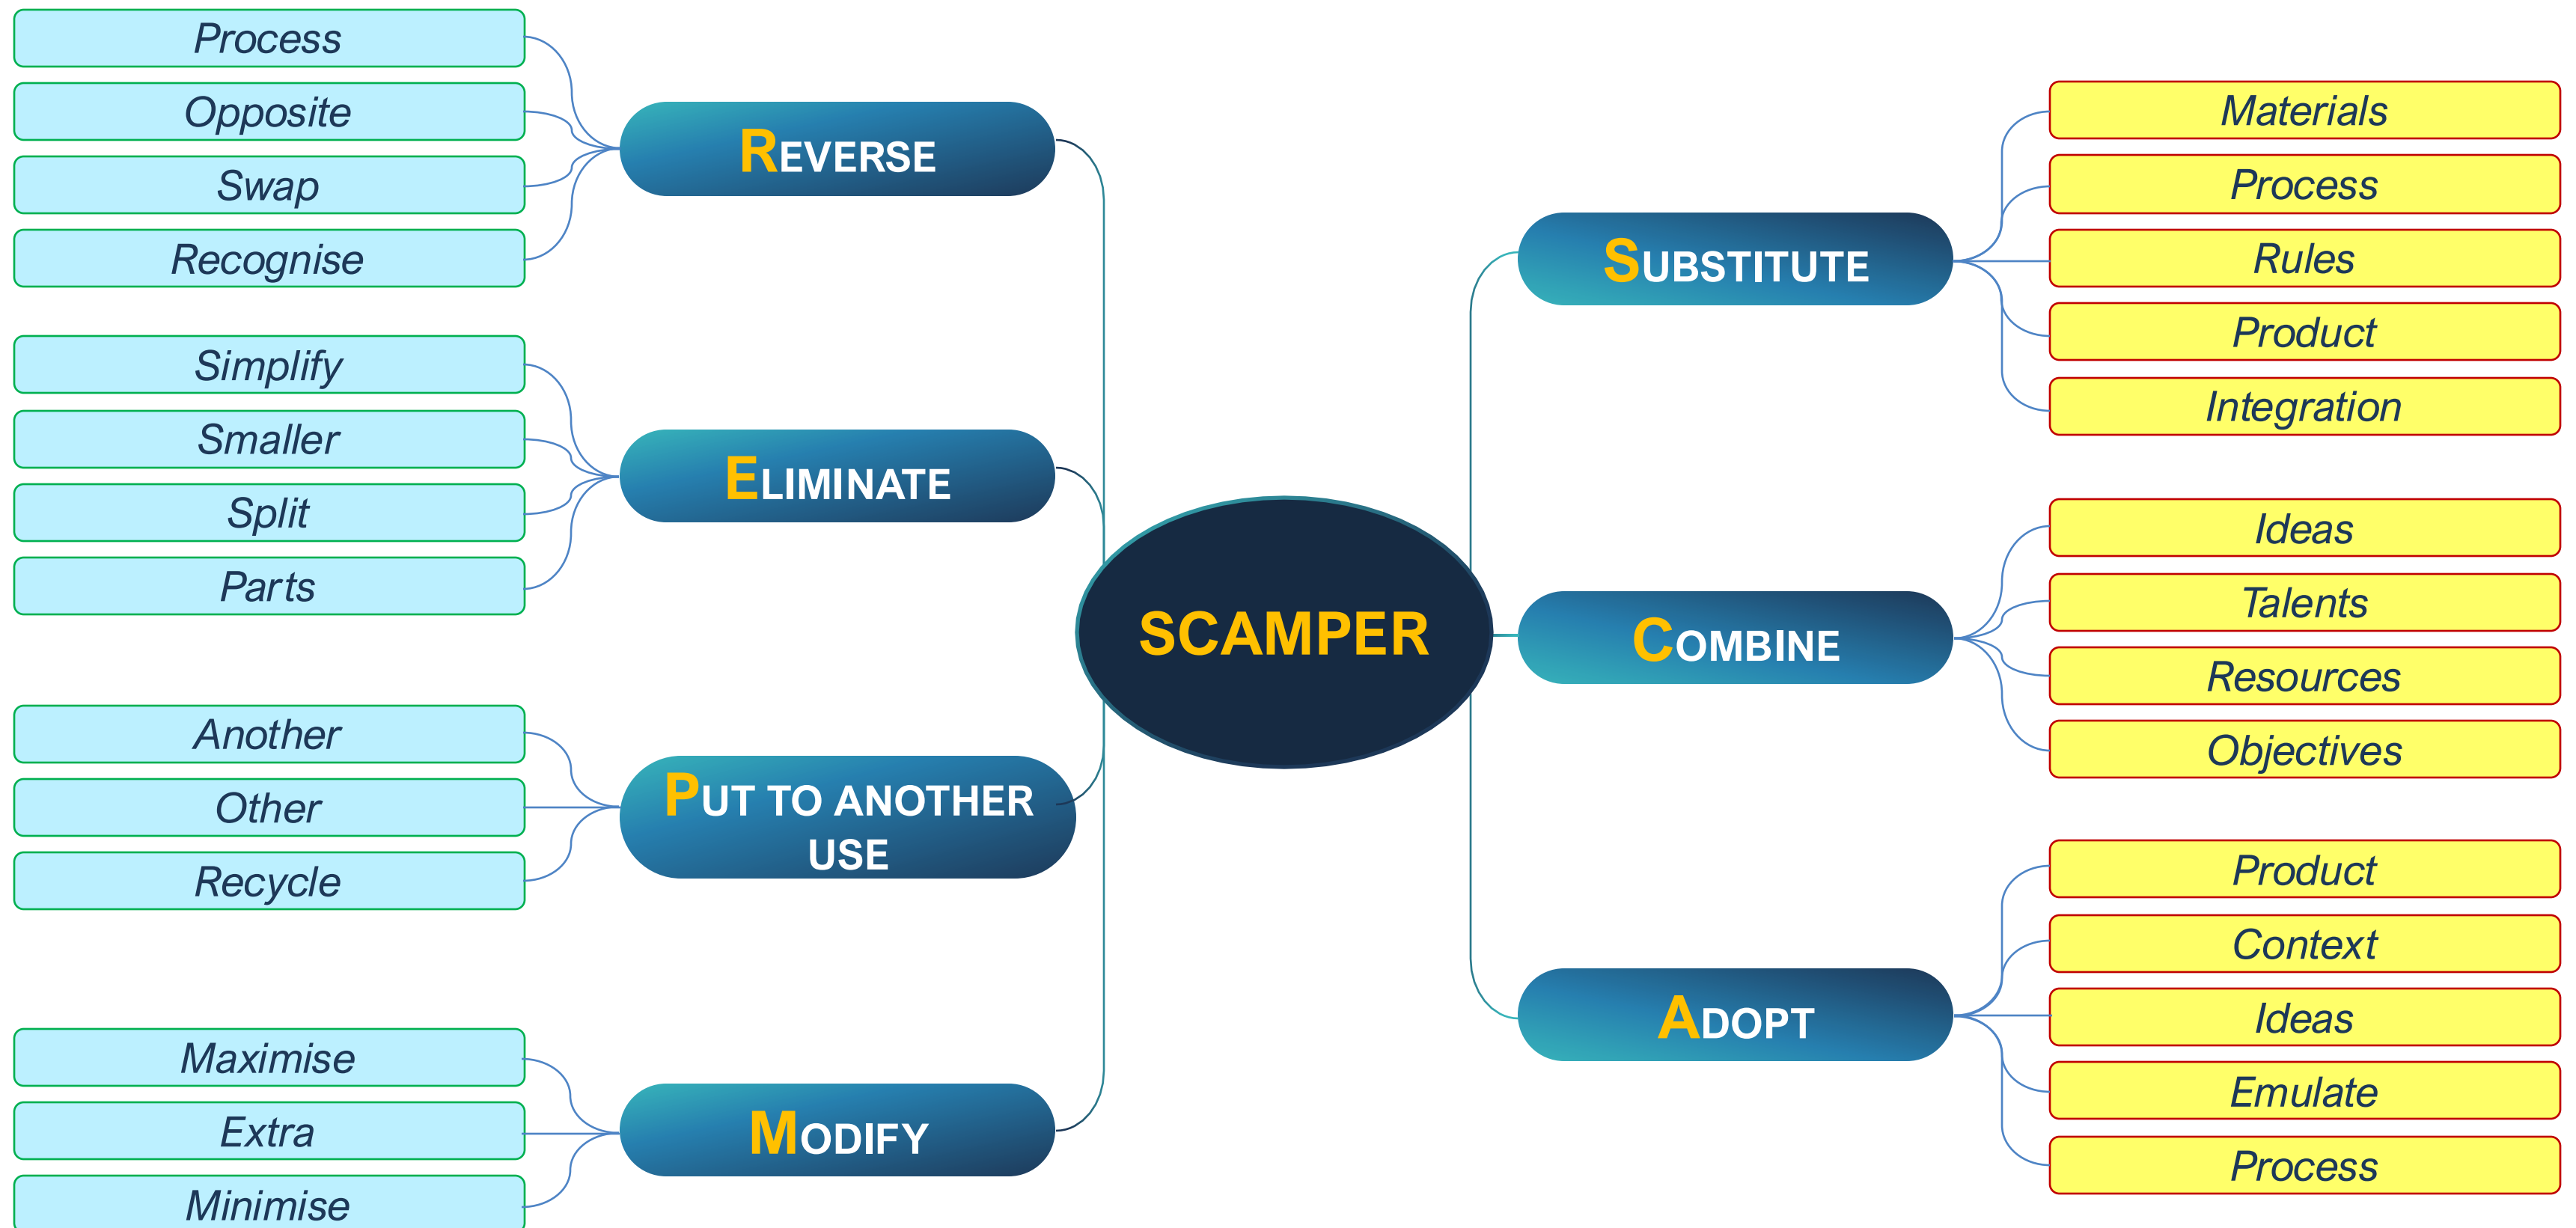 Process
Opposite
Swap
Recognise
REVERSE
Simplify
Smaller
Split
Parts
ELIMINATE
Another
Other
Recycle
PUT TO ANOTHER
USE
Maximise
Extra
Minimise
MODIFY
SCAMPER
SUBSTITUTE
Materials
Process
Rules
Product
Integration
COMBINE
Ideas
Talents
Resources
Objectives
ADOPT
Product
Context
Ideas
Emulate
Process